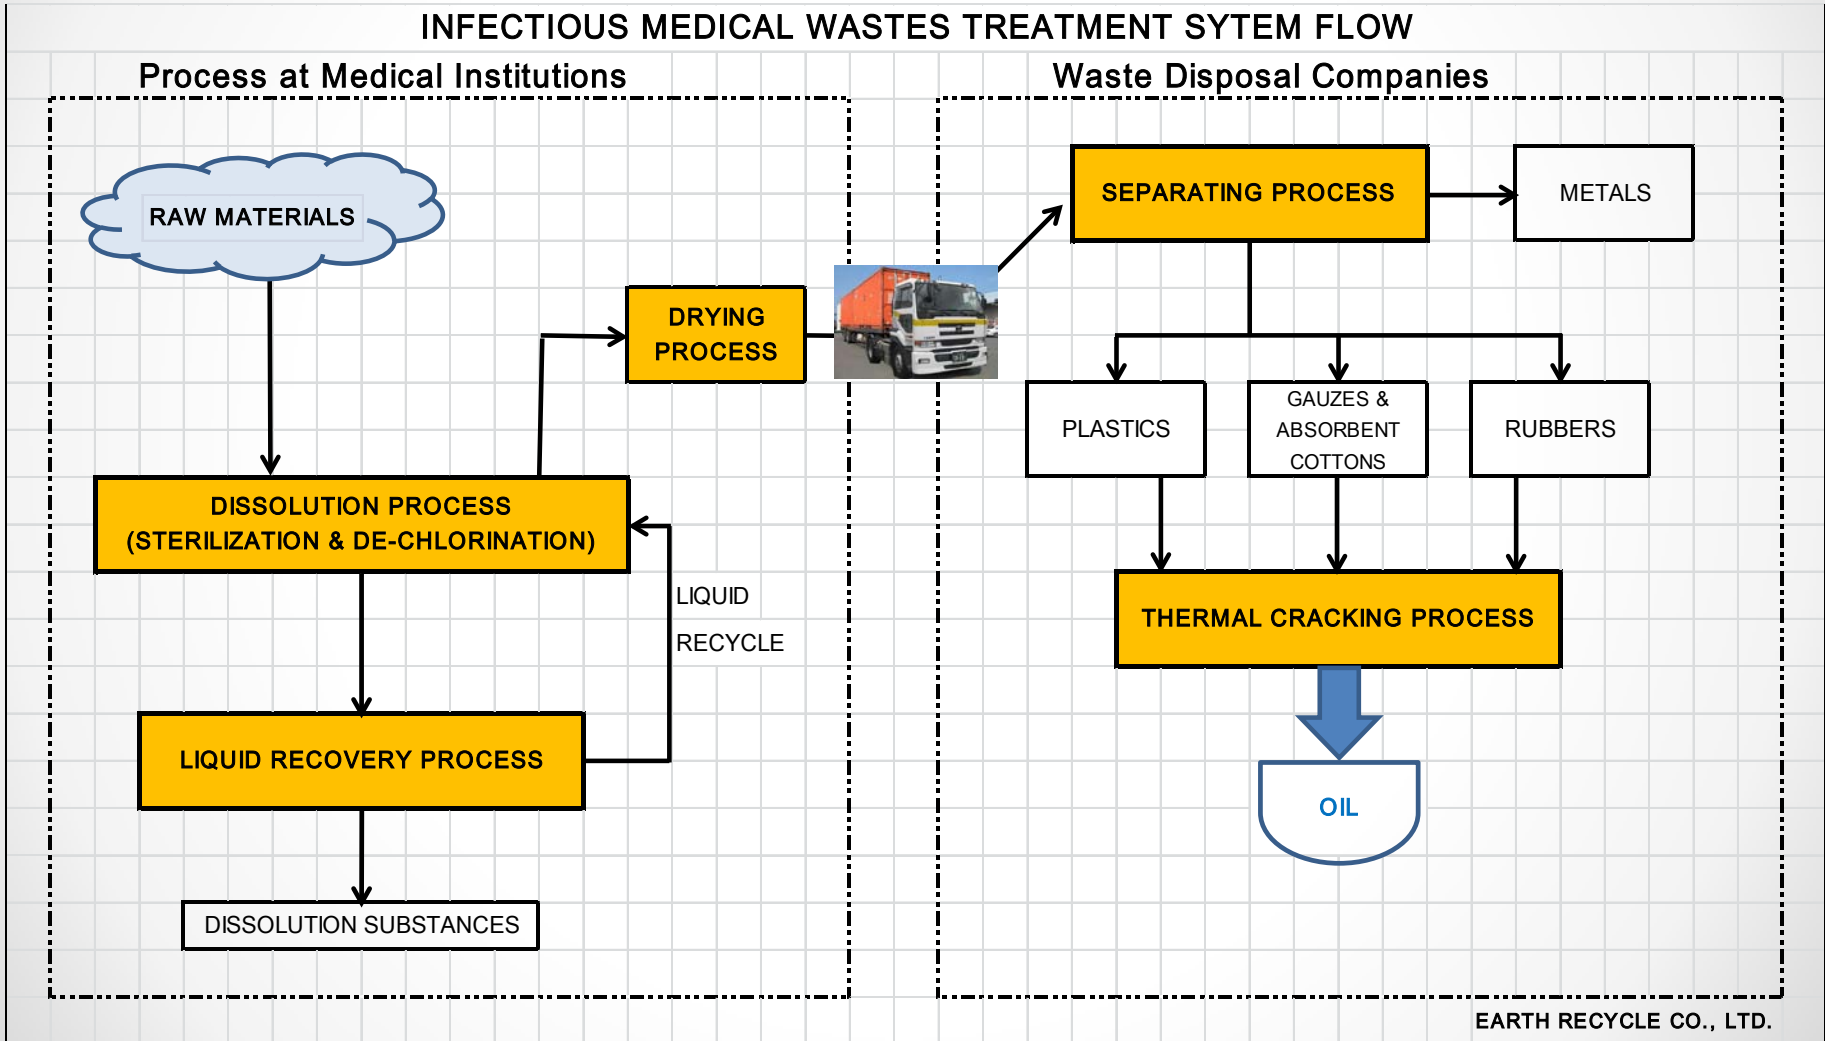 INFECTIOUS MEDICAL WASTES TREATMENT SYTEM FLOW
Process at Medical Institutions
Waste Disposal Companies
RAW MATERIALS
DRYING
PROCESS
DISSOLUTION PROCESS
(STERILIZATION & DE-CHLORINATION)
LIQUID
RECYCLE
LIQUID RECOVERY PROCESS
DISSOLUTION SUBSTANCES
SEPARATING PROCESS
METALS
PLASTICS
GAUZES &
ABSORBENT
COTTONS
RUBBERS
THERMAL CRACKING PROCESS
OIL
EARTH RECYCLE CO., LTD.